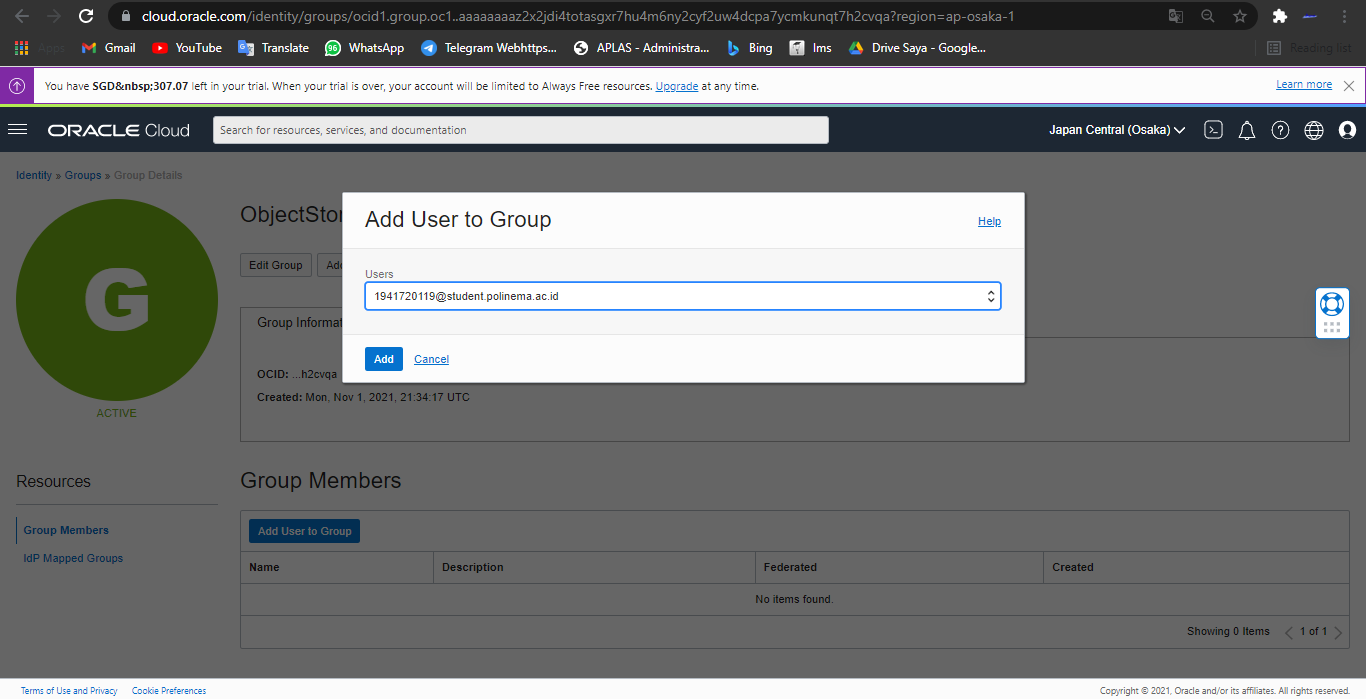 cloud.oracle.com/identity/groups/ocid1.group.oc1..aaaaaaaaz2x2jdi4totasgxr7hu4m6ny2cyf2uw4dcpa7ycmkunqt7h2cvqa?region=ap-osaka-1
Apps Gmail YouTube Translate WhatsApp Telegram Webhttps... APLAS - Administra... Bing Ims Drive Saya - Google... Reading list
You have SGD&nbsp;307.07 left in your trial. When your trial is over, your account will be limited to Always Free resources. Upgrade at any time. Learn more
ORACLE Cloud Search for resources, services, and documentation Japan Central (Osaka)
Identity » Groups » Group Details
G
ACTIVE
ObjectStor
Edit Group Add
Add User to Group Help
Users
1941720119@student.polinema.ac.id
Add Cancel
Group Informat
OCID: ...h2cvqa
Created: Mon, Nov 1, 2021, 21:34:17 UTC
Resources
Group Members
IdP Mapped Groups
Group Members
Add User to Group
Name Description Federated Created
No items found.
Showing 0 Items 1 of 1
Terms of Use and Privacy Cookie Preferences Copyright © 2021, Oracle and/or its affiliates. All rights reserved.